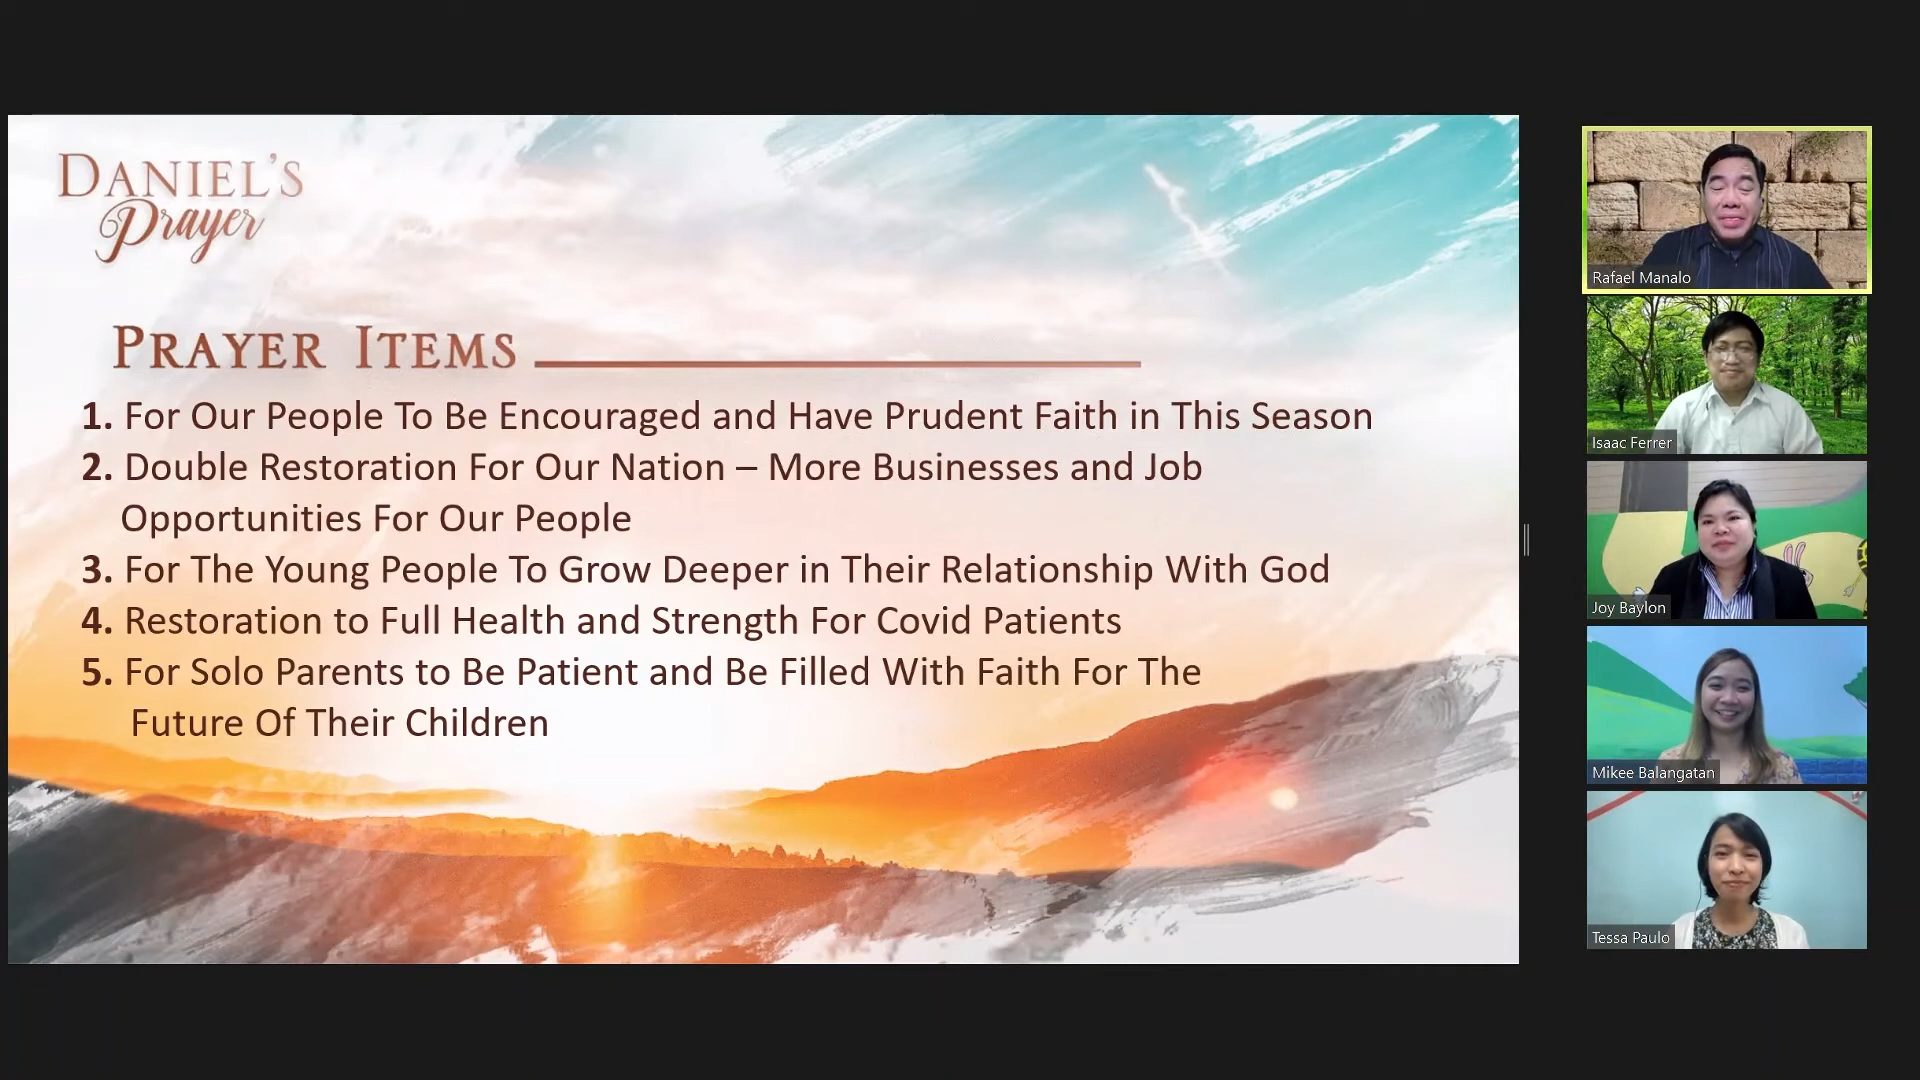 DANIEL'S
Prayer
PRAYER ITEMS
1. For Our People To Be Encouraged and Have Prudent Faith in This Season
2. Double Restoration For Our Nation – More Businesses and Job
Opportunities For Our People
3. For The Young People To Grow Deeper in Their Relationship With God
4. Restoration to Full Health and Strength For Covid Patients
5. For Solo Parents to Be Patient and Be Filled With Faith For The
Future Of Their Children
Rafael Manalo
Isaac Ferrer
Joy Baylon
Mikee Balangatan
Tessa Paulo